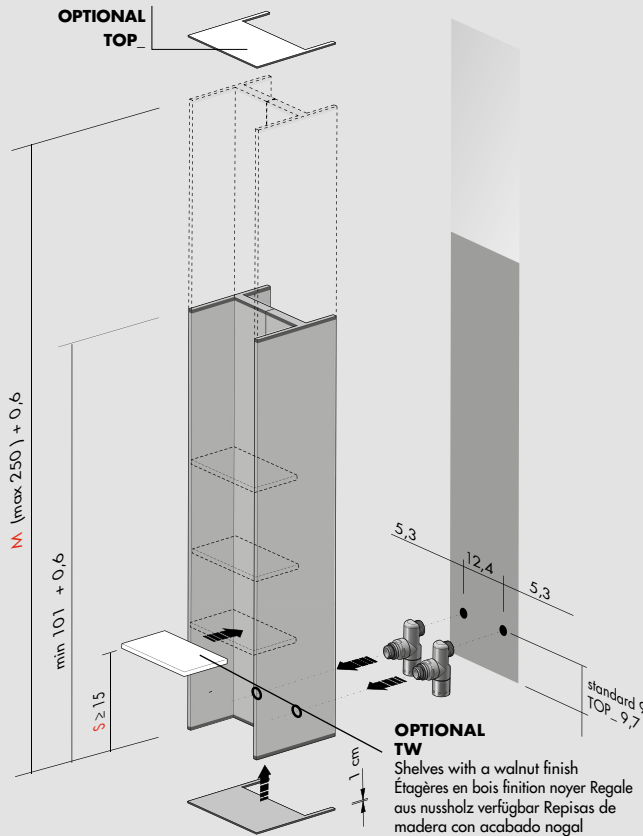 OPTIONAL
TOP_
M (max 250 ) + 0,6
min 101 + 0,6
S ≥ 15
5,3
12,4
5,3
standard 9
TOP_ 9,7
1 cm
OPTIONAL
TW
Shelves with a walnut finish
Étagères en bois finition noyer Regale
aus nussholz verfügbar Repisas de
madera con acabado nogal